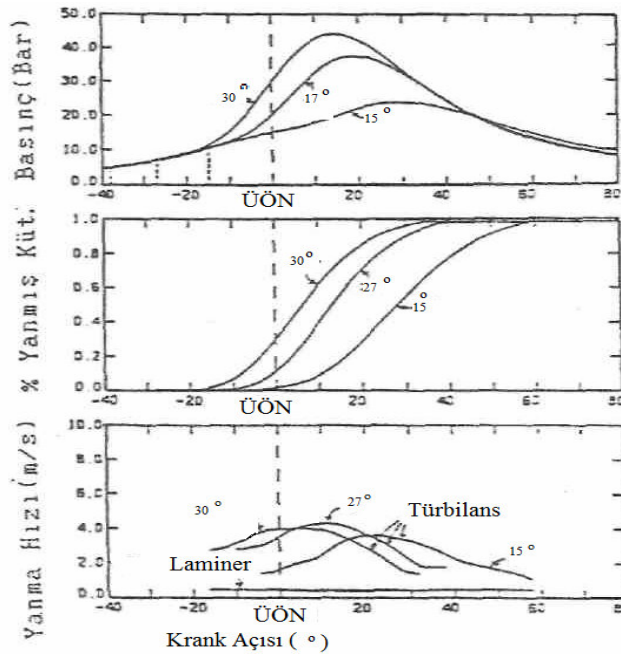 Basınç(Bar)
50.0
40.0
30.0
20.0
10.0
0.0
30 º
17 º
15 º
-40
-20
ÜÖN
20
40
60
80
% Yanmış Küt.
1.0
0.8
0.6
0.4
0.2
0.0
30 º
27 º
15 º
-40
-20
ÜÖN
20
40
60
80
Yanma Hızı(m/s)
10.0
8.0
6.0
4.0
2.0
0.0
30 º
27 º
Türbilans
15 º
Laminer
-40
-20
ÜÖN
20
40
60
80
Krank Açısı ( º )